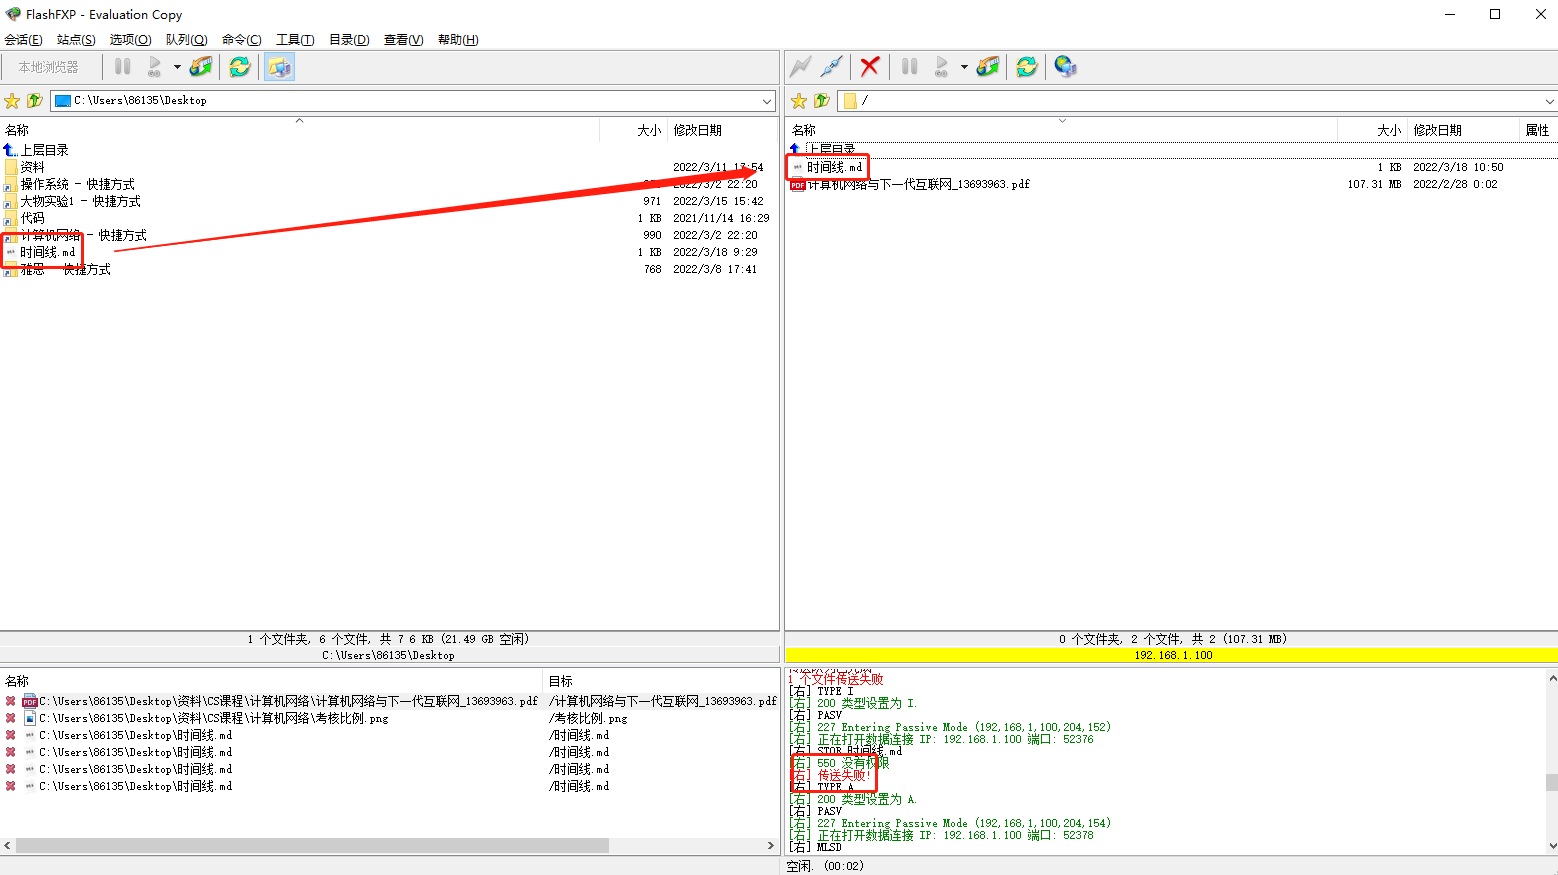 FlashFXP - Evaluation Copy
会话(E) 站点(S) 选项(O) 队列(Q) 命令(C) 工具(T) 目录(D) 查看(V) 帮助(H)
本地浏览器
C:\Users\86135\Desktop
名称 大小 修改日期
上层目录
资料 2022/3/11 17:54
操作系统 - 快捷方式 2022/3/2 22:20
大物实验1 - 快捷方式 971 2022/3/15 15:42
代码 1 KB 2021/11/14 16:29
计算机网络 - 快捷方式 990 2022/3/2 22:20
时间线.md 1 KB 2022/3/18 9:29
雅思 - 快捷方式 768 2022/3/8 17:41
1 个文件夹, 6 个文件, 共 7 6 KB (21.49 GB 空闲)
C:\Users\86135\Desktop
/
名称 大小 修改日期 属性
上层目录
时间线.md 1 KB 2022/3/18 10:50
计算机网络与下一代互联网_13693963.pdf 107.31 MB 2022/2/28 0:02
0 个文件夹, 2 个文件, 共 2 (107.31 MB)
192.168.1.100
名称 目标
C:\Users\86135\Desktop\资料\CS课程\计算机网络\计算机网络与下一代互联网_13693963.pdf /计算机网络与下一代互联网_13693963.pdf
C:\Users\86135\Desktop\资料\CS课程\计算机网络\考核比例.png /考核比例.png
C:\Users\86135\Desktop\时间线.md /时间线.md
C:\Users\86135\Desktop\时间线.md /时间线.md
C:\Users\86135\Desktop\时间线.md /时间线.md
C:\Users\86135\Desktop\时间线.md /时间线.md
1 个文件传送失败
[右] TYPE I
[右] 200 类型设置为 I.
[右] PASV
[右] 227 Entering Passive Mode (192,168,1,100,204,152)
[右] 正在打开数据连接 IP: 192.168.1.100 端口: 52376
[右] STOR 时间线.md
[右] 550 没有权限
[右] 传送失败!
[右] TYPE A
[右] 200 类型设置为 A.
[右] PASV
[右] 227 Entering Passive Mode (192,168,1,100,204,154)
[右] 正在打开数据连接 IP: 192.168.1.100 端口: 52378
[右] MLSD
空闲. (00:02)